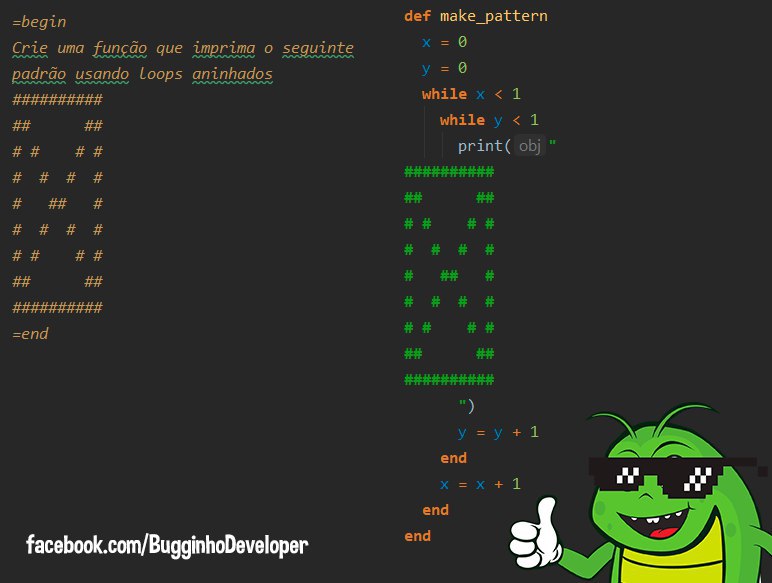 =begin
Crie uma função que imprima o seguinte
padrão usando loops aninhados
##########
##      ##
# #    # #
#  #  #  #
#   ##   #
#  #  #  #
# #    # #
##      ##
##########
=end
def make_pattern
  x = 0
  y = 0
  while x < 1
    while y < 1
      print( obj "
##########
##      ##
# #    # #
#  #  #  #
#   ##   #
#  #  #  #
# #    # #
##      ##
##########
      ")
      y = y + 1
    end
    x = x + 1
  end
end
facebook.com/BugginhoDeveloper